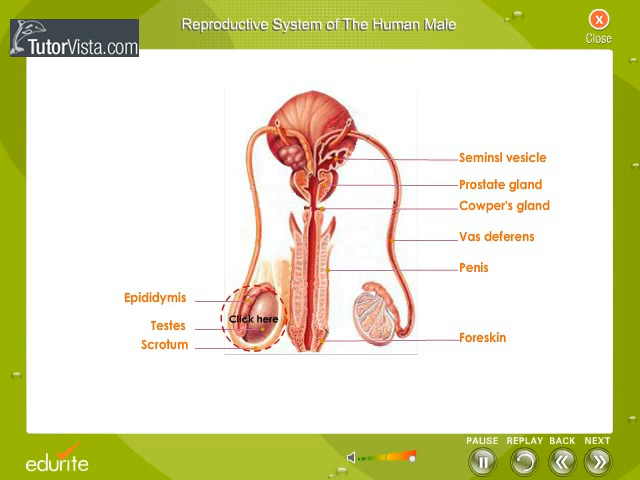 Reproductive System of The Human Male
TutorVista.com
Close
Seminsl vesicle
Prostate gland
Cowper's gland
Vas deferens
Penis
Epididymis
Click here
Testes
Scrotum
Foreskin
PAUSE REPLAY BACK NEXT
edurite